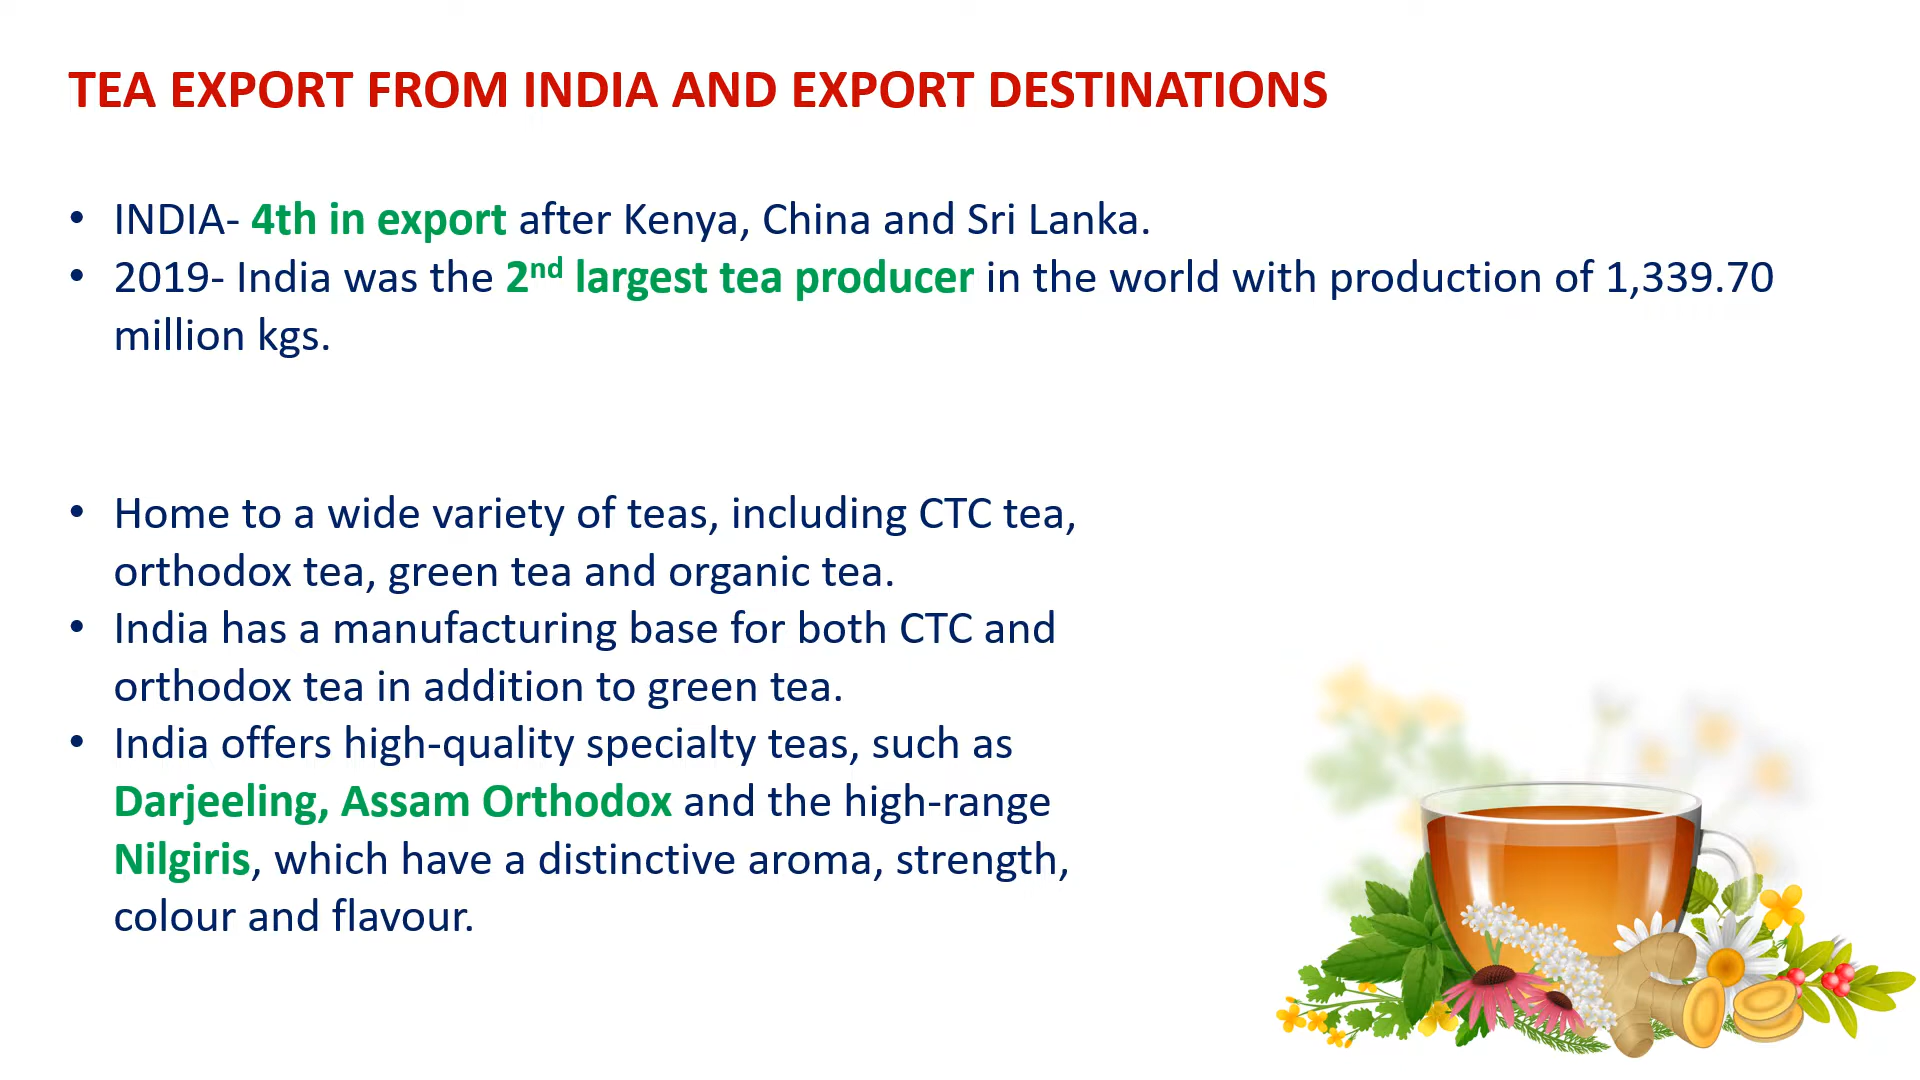 TEA EXPORT FROM INDIA AND EXPORT DESTINATIONS
• INDIA- 4th in export after Kenya, China and Sri Lanka.
• 2019- India was the 2nd largest tea producer in the world with production of 1,339.70
million kgs.
• Home to a wide variety of teas, including CTC tea,
orthodox tea, green tea and organic tea.
• India has a manufacturing base for both CTC and
orthodox tea in addition to green tea.
• India offers high-quality specialty teas, such as
Darjeeling, Assam Orthodox and the high-range
Nilgiris, which have a distinctive aroma, strength,
colour and flavour.